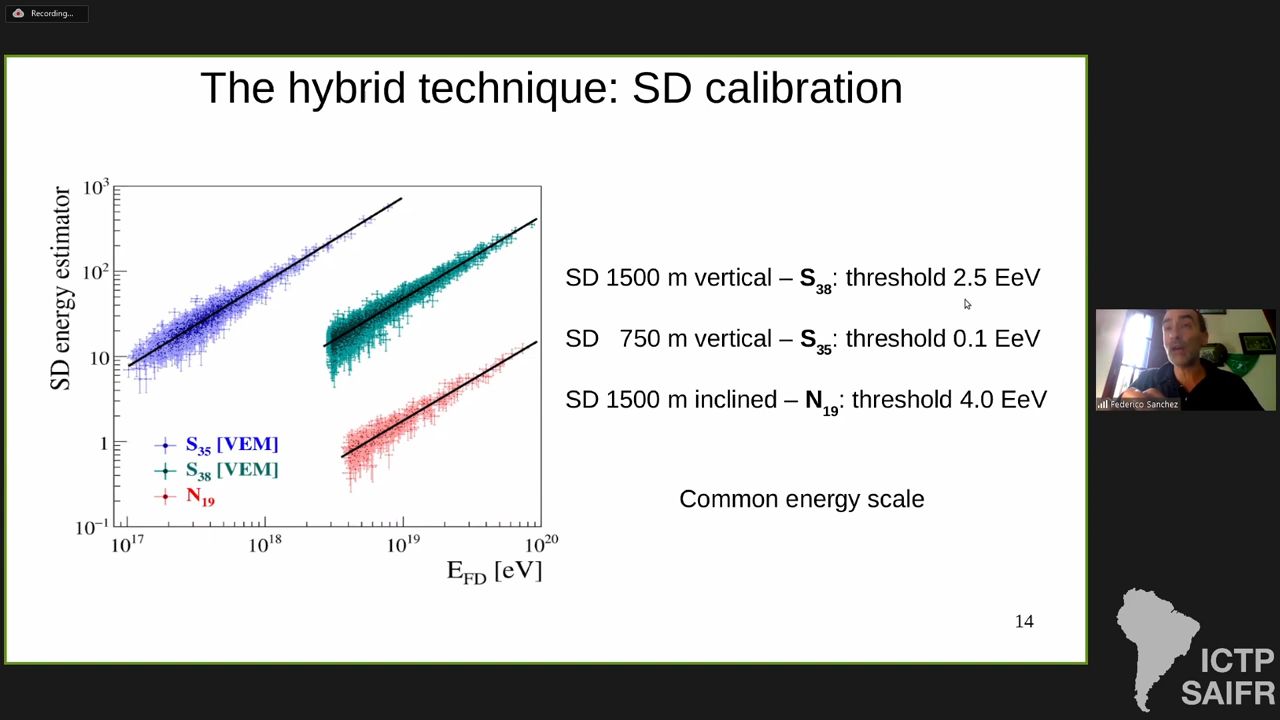 Recording...
The hybrid technique: SD calibration
SD energy estimator
10³
10²
10
1
10⁻¹
S₃₅ [VEM]
S₃₈ [VEM]
N₁₉
10¹⁷
10¹⁸
10¹⁹
10²⁰
E_FD [eV]
SD 1500 m vertical – S₃₈: threshold 2.5 EeV
SD 750 m vertical – S₃₅: threshold 0.1 EeV
SD 1500 m inclined – N₁₉: threshold 4.0 EeV
Common energy scale
14
Federico Sanchez
ICTP
SAIFR